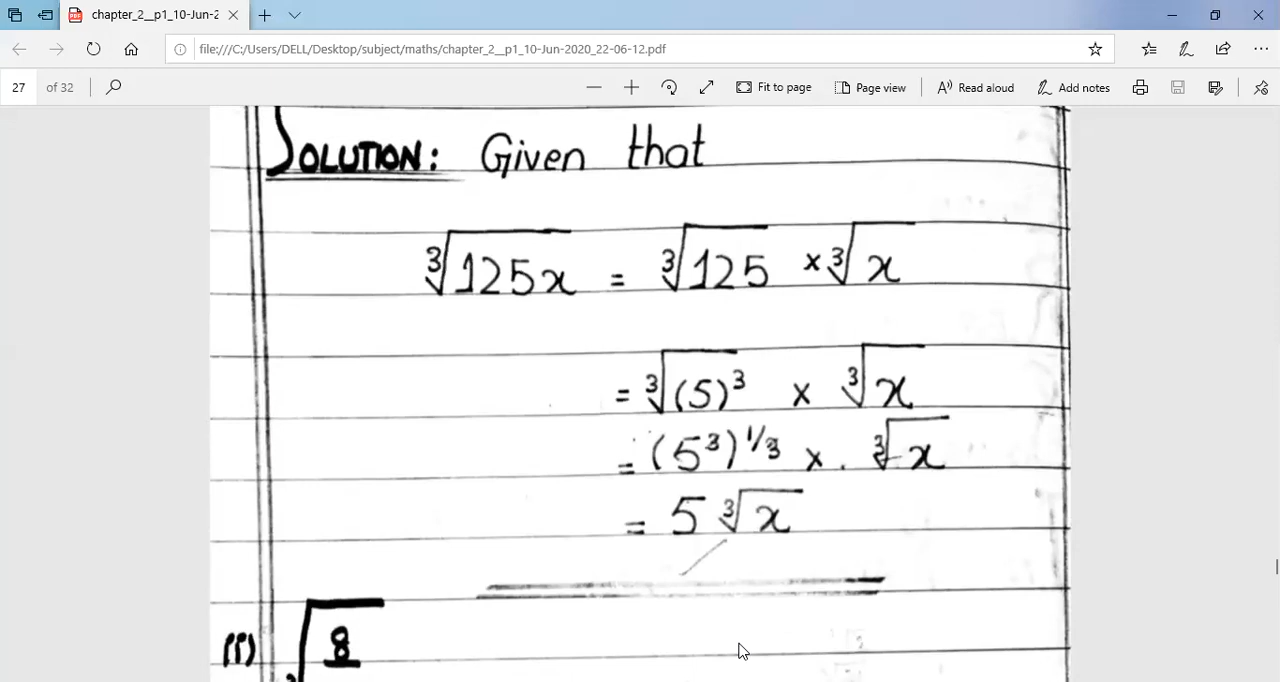 chapter_2__p1_10-Jun-2
file:///C:/Users/DELL/Desktop/subject/maths/chapter_2__p1_10-Jun-2020_22-06-12.pdf
27 of 32 Fit to page Page view Read aloud Add notes
SOLUTION: Given that
∛125x = ∛125 × ∛x
= ∛(5)³ × ∛x
= (5³)^1/3 × . ∛x
= 5 ∛x
8